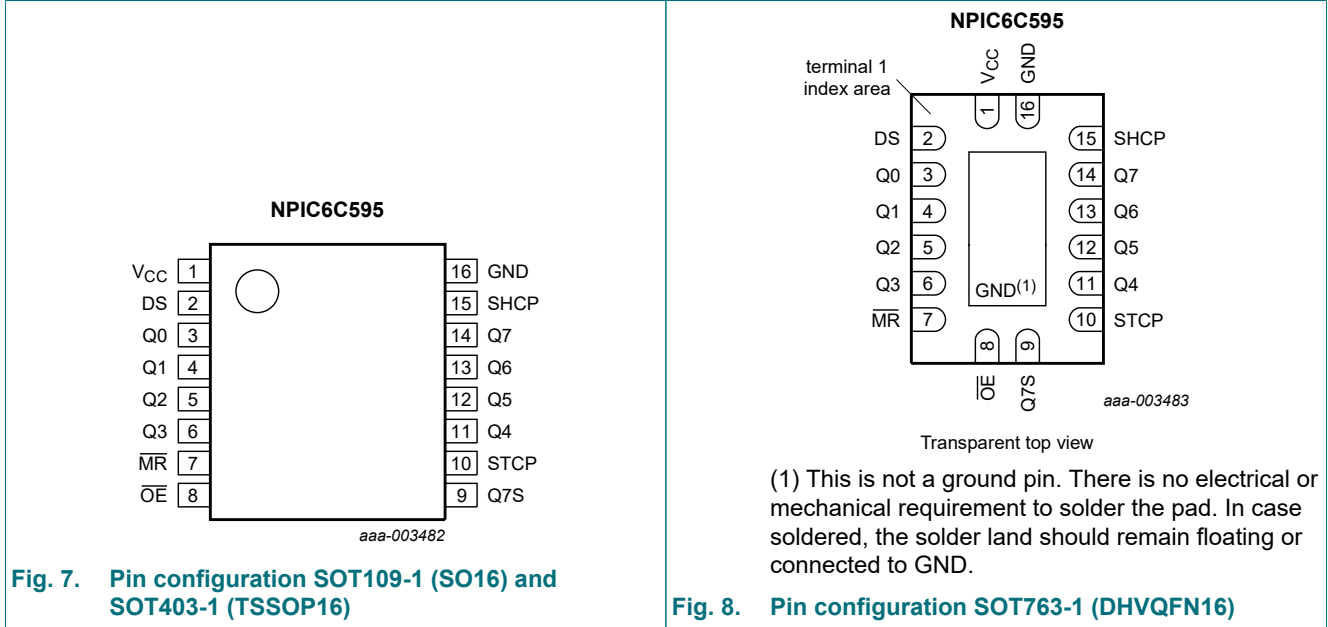 NPIC6C595
VCC 1
DS 2
Q0 3
Q1 4
Q2 5
Q3 6
MR 7
OE 8
16 GND
15 SHCP
14 Q7
13 Q6
12 Q5
11 Q4
10 STCP
9 Q7S
aaa-003482
Fig. 7. Pin configuration SOT109-1 (SO16) and
SOT403-1 (TSSOP16)
NPIC6C595
terminal 1
index area
VCC
GND
1
16
DS 2
Q0 3
Q1 4
Q2 5
Q3 6
MR 7
15 SHCP
14 Q7
13 Q6
12 Q5
11 Q4
10 STCP
GND(1)
8
9
OE
Q7S
aaa-003483
Transparent top view
(1) This is not a ground pin. There is no electrical or
mechanical requirement to solder the pad. In case
soldered, the solder land should remain floating or
connected to GND.
Fig. 8. Pin configuration SOT763-1 (DHVQFN16)